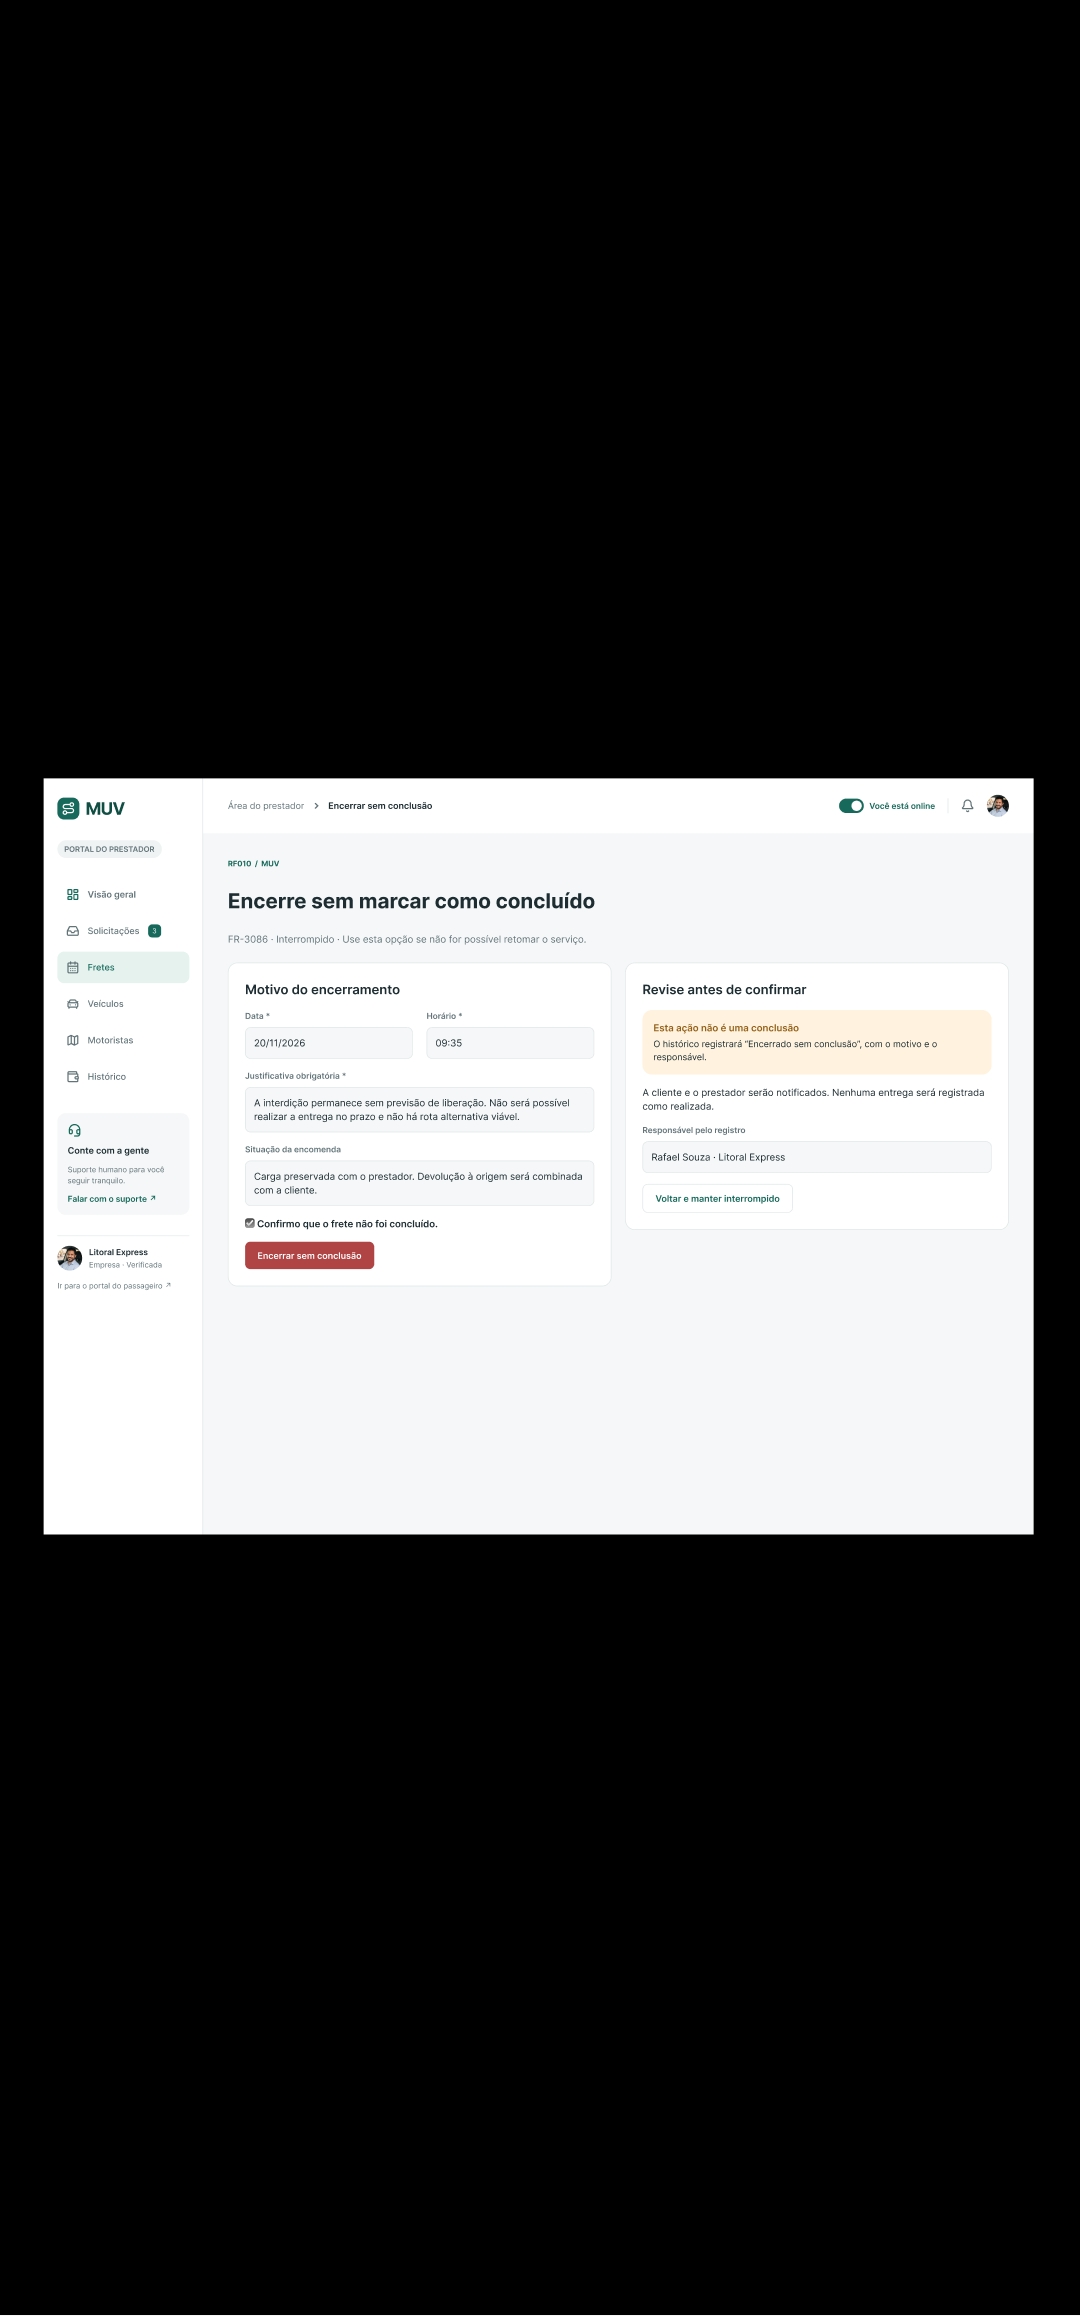 MUV
PORTAL DO PRESTADOR
Visão geral
Solicitações 3
Fretes
Veículos
Motoristas
Histórico
Conte com a gente
Suporte humano para você
seguir tranquilo.
Falar com o suporte ↗
Litoral Express
Empresa · Verificada
Ir para o portal do passageiro ↗
Área do prestador > Encerrar sem conclusão
Você está online
RF010 / MUV
Encerre sem marcar como concluído
FR-3086 · Interrompido · Use esta opção se não for possível retomar o serviço.
Motivo do encerramento
Data * Horário *
20/11/2026 09:35
Justificativa obrigatória *
A interdição permanece sem previsão de liberação. Não será possível
realizar a entrega no prazo e não há rota alternativa viável.
Situação da encomenda
Carga preservada com o prestador. Devolução à origem será combinada
com a cliente.
Confirmo que o frete não foi concluído.
Encerrar sem conclusão
Revise antes de confirmar
Esta ação não é uma conclusão
O histórico registrará “Encerrado sem conclusão”, com o motivo e o
responsável.
A cliente e o prestador serão notificados. Nenhuma entrega será registrada
como realizada.
Responsável pelo registro
Rafael Souza · Litoral Express
Voltar e manter interrompido